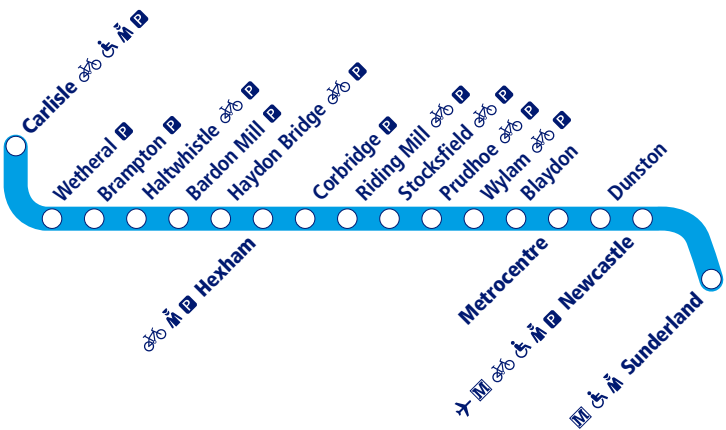 Carlisle P
Wetheral P
Brampton P
Haltwhistle P
Bardon Mill P
Haydon Bridge P
P Hexham
Corbridge P
Riding Mill P
Stocksfield P
Prudhoe P
Wylam P
Blaydon
Metrocentre
Dunston
M P Newcastle
M Sunderland